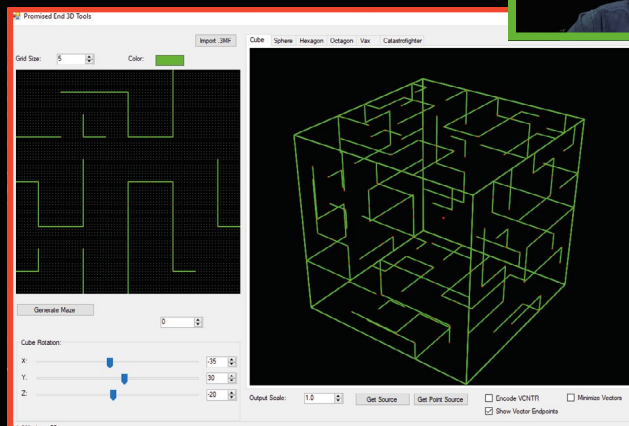 Promised End 3D Tools
Import .3MF
Grid Size: 5 Color:
Cube Sphere Hexagon Octagon Vax Catastrofighter
Generate Maze
0
Cube Rotation:
X: -35
Y: 30
Z: -20
Output Scale: 1.0 Get Source Get Point Source Encode VCNTR Minimize Vectors
Show Vector Endpoints